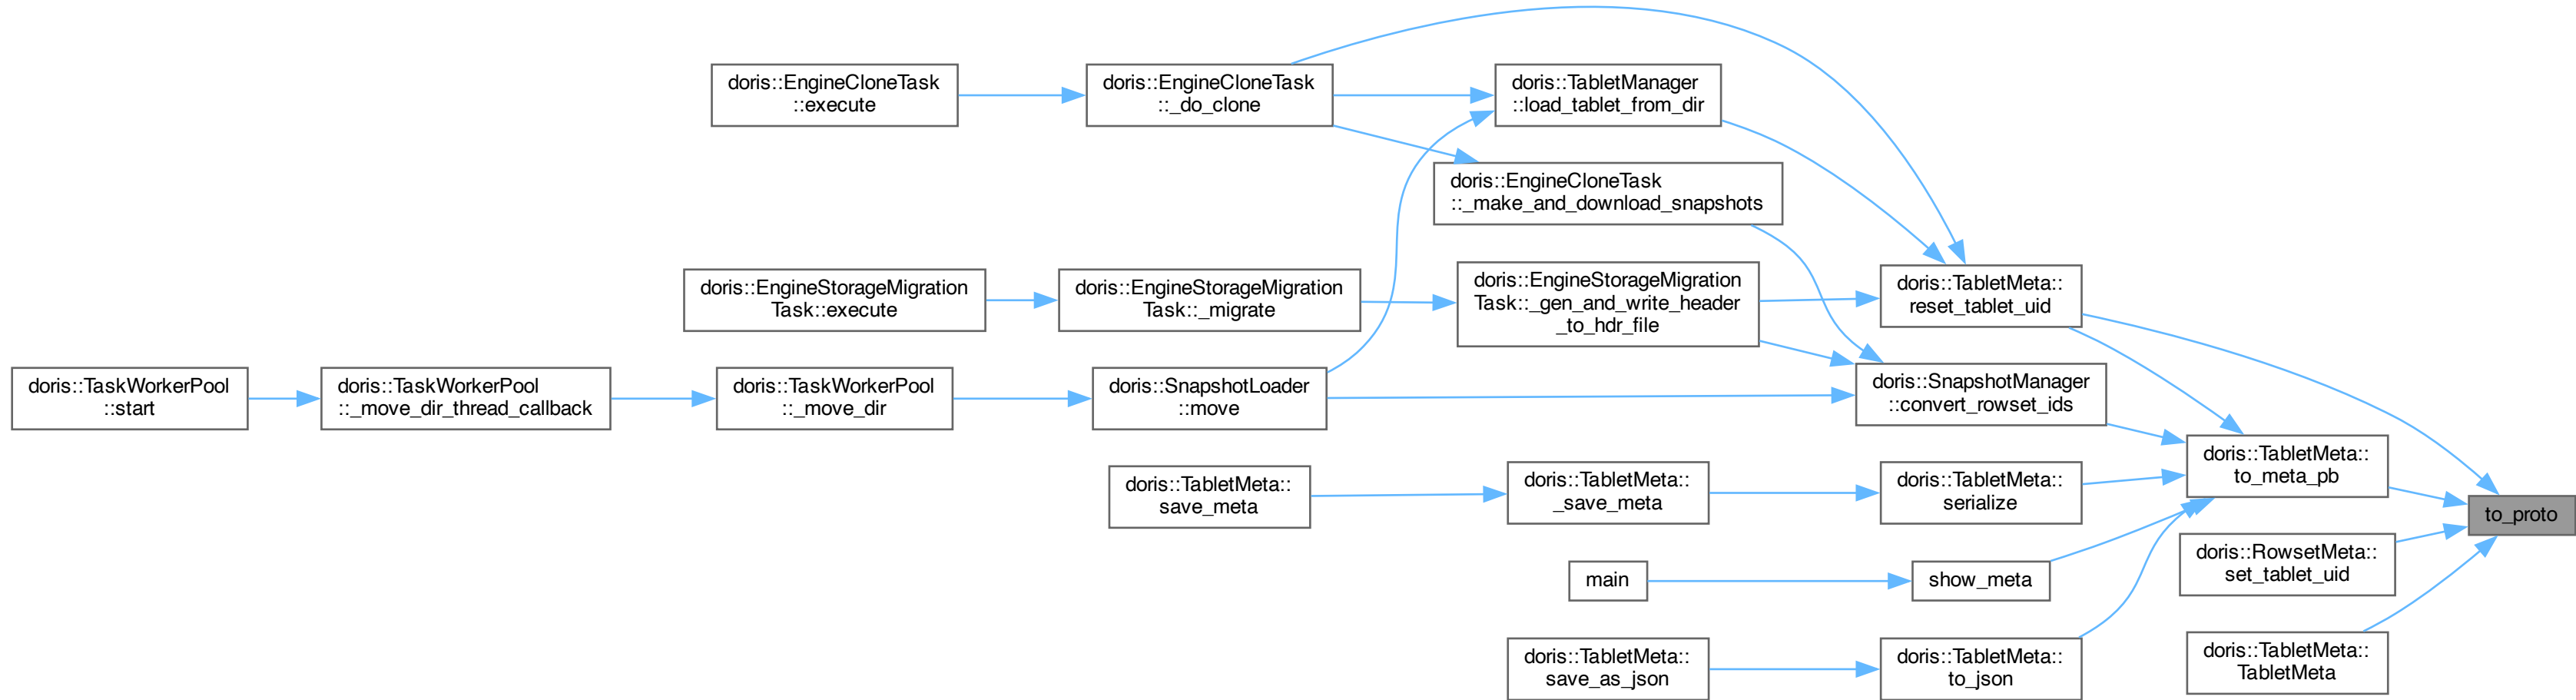 doris::EngineCloneTask
::execute
doris::EngineCloneTask
::_do_clone
doris::TabletManager
::load_tablet_from_dir
doris::EngineCloneTask
::_make_and_download_snapshots
doris::EngineStorageMigration
Task::execute
doris::EngineStorageMigration
Task::_migrate
doris::EngineStorageMigration
Task::_gen_and_write_header
_to_hdr_file
doris::TabletMeta::
reset_tablet_uid
doris::TaskWorkerPool
::start
doris::TaskWorkerPool
::_move_dir_thread_callback
doris::TaskWorkerPool
::_move_dir
doris::SnapshotLoader
::move
doris::SnapshotManager
::convert_rowset_ids
doris::TabletMeta::
to_meta_pb
doris::TabletMeta::
save_meta
doris::TabletMeta::
_save_meta
doris::TabletMeta::
serialize
to_proto
doris::RowsetMeta::
set_tablet_uid
main
show_meta
doris::TabletMeta::
save_as_json
doris::TabletMeta::
to_json
doris::TabletMeta::
TabletMeta